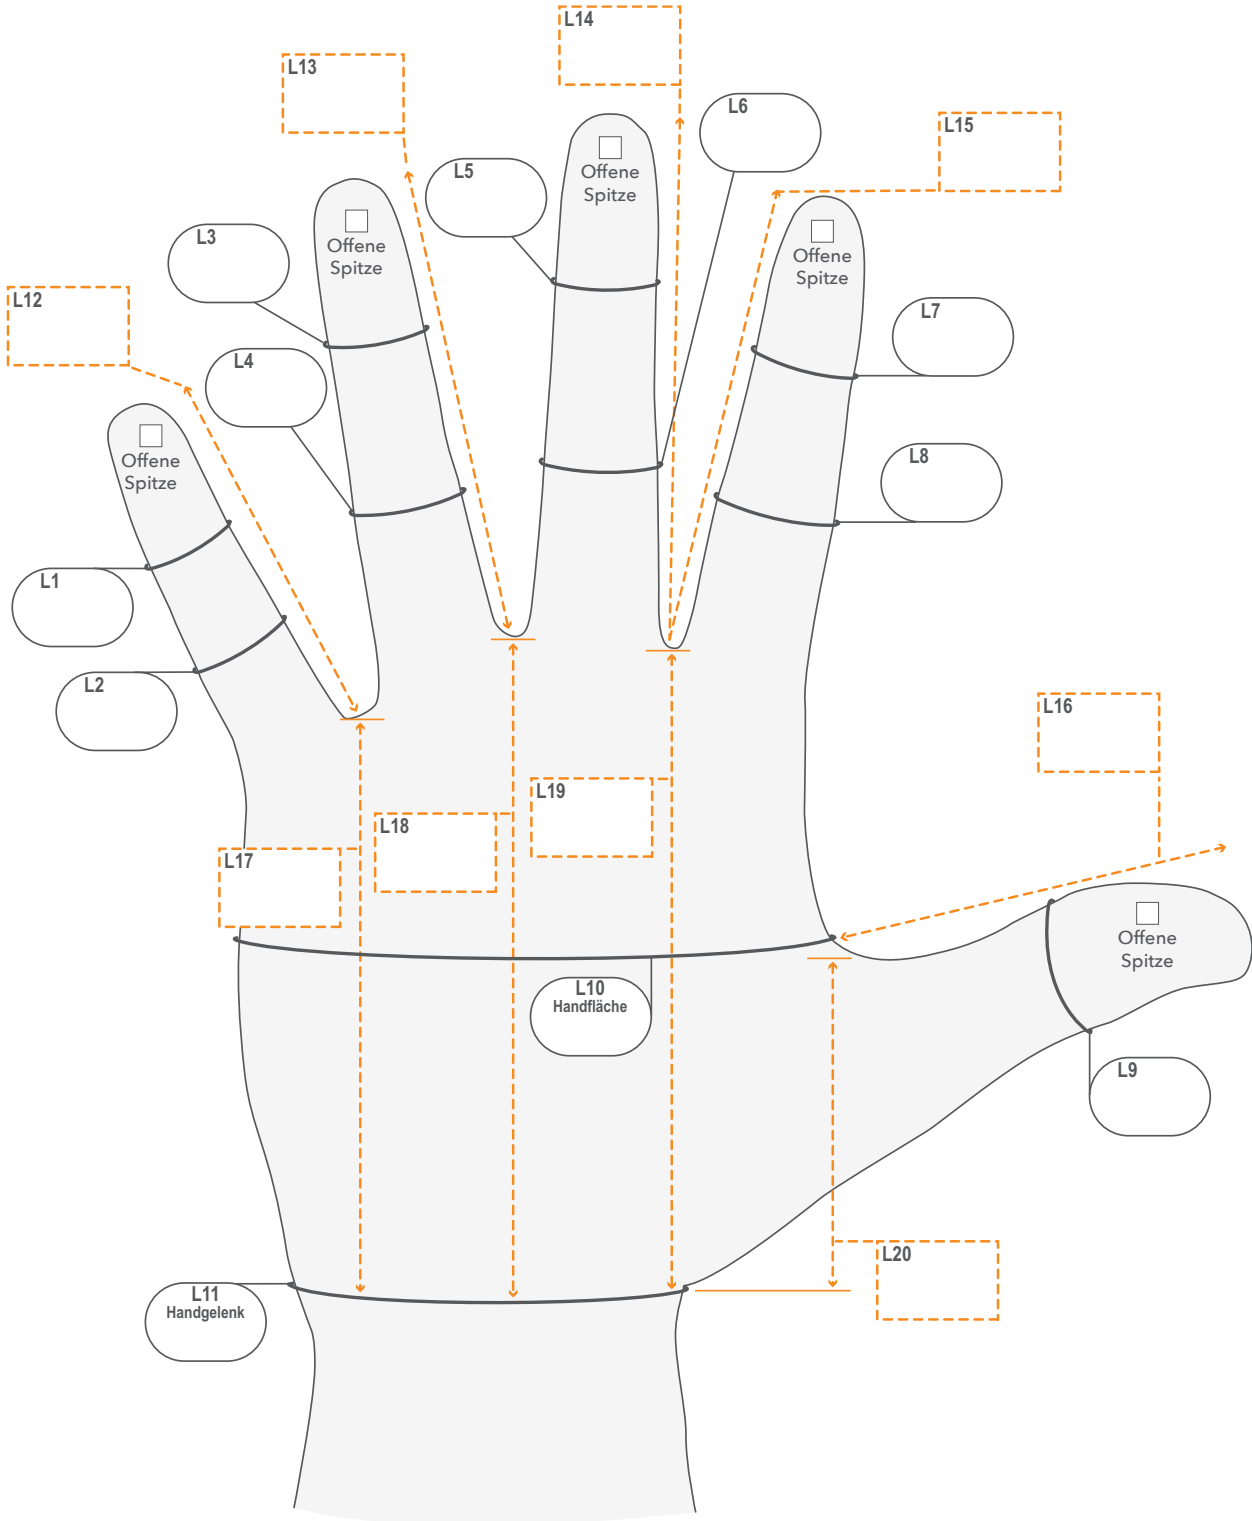 L14
L13
L6
L15
Offene
Spitze
L5
Offene
Spitze
L3
Offene
Spitze
L12
L7
L4
Offene
Spitze
L8
L1
L2
L16
L19
L18
L17
Offene
Spitze
L10
Handfläche
L9
L20
L11
Handgelenk